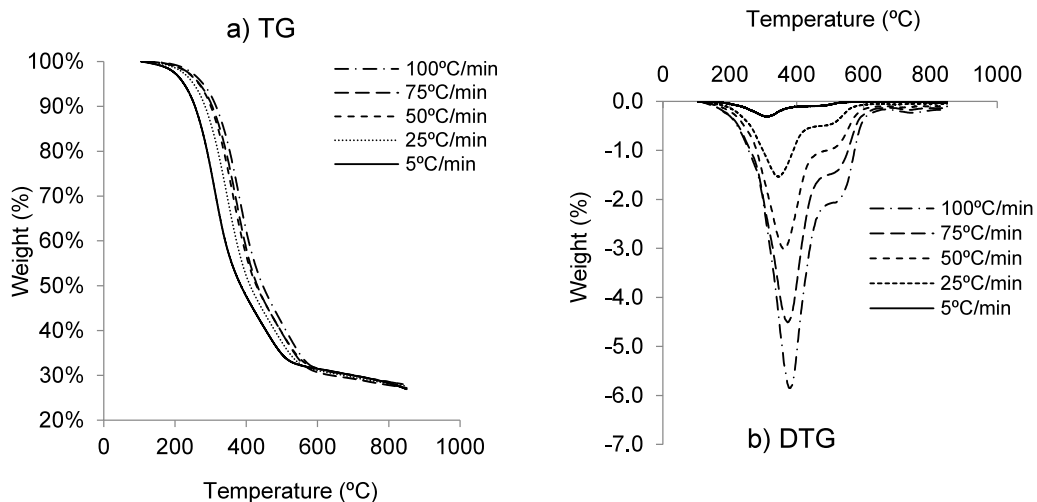 a) TG
100%
90%
80%
70%
60%
50%
40%
30%
20%
Weight (%)
100ºC/min
75ºC/min
50ºC/min
25ºC/min
5ºC/min
0 200 400 600 800 1000
Temperature (ºC)
Temperature (ºC)
0 200 400 600 800 1000
0.0
-1.0
-2.0
-3.0
-4.0
-5.0
-6.0
-7.0
Weight (%)
100ºC/min
75ºC/min
50ºC/min
25ºC/min
5ºC/min
b) DTG